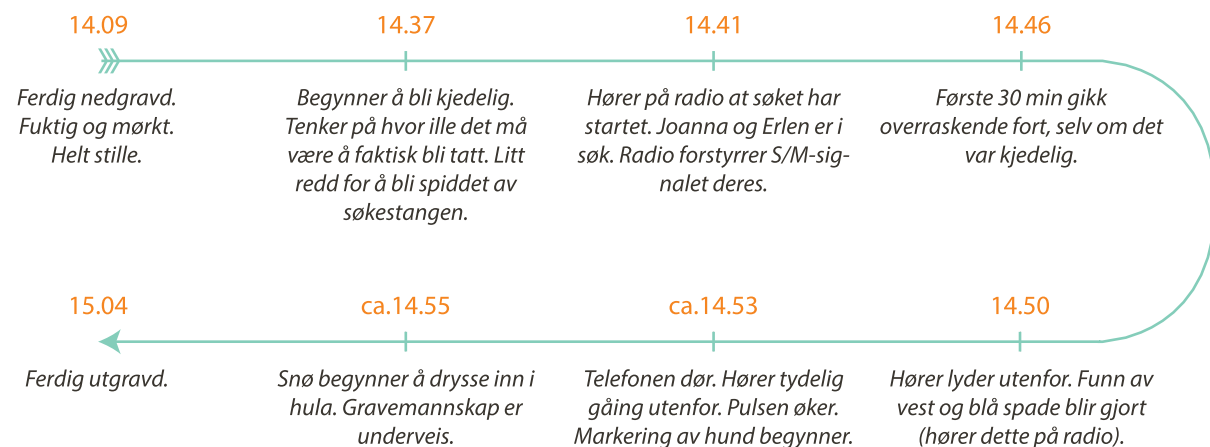 14.09
Ferdig nedgravd.
Fuktig og mørkt.
Helt stille.
14.37
Begynner å bli kjedelig.
Tenker på hvor ille det må
være å faktisk bli tatt. Litt
redd for å bli spiddet av
søkestangen.
14.41
Hører på radio at søket har
startet. Joanna og Erlen er i
søk. Radio forstyrrer S/M-sig-
nalet deres.
14.46
Første 30 min gikk
overraskende fort, selv om det
var kjedelig.
14.50
Hører lyder utenfor. Funn av
vest og blå spade blir gjort
(hører dette på radio).
ca.14.53
Telefonen dør. Hører tydelig
gåing utenfor. Pulsen øker.
Markering av hund begynner.
ca.14.55
Snø begynner å drysse inn i
hula. Gravemannskap er
underveis.
15.04
Ferdig utgravd.